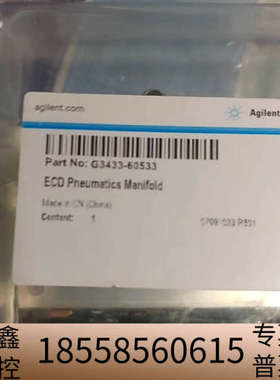 agilent.com
Agilent
Part No: G3433-60533
ECD Pneumatics Manifold
Made in CN (China)
Content: 1
鑫 18558560615 专
控 普